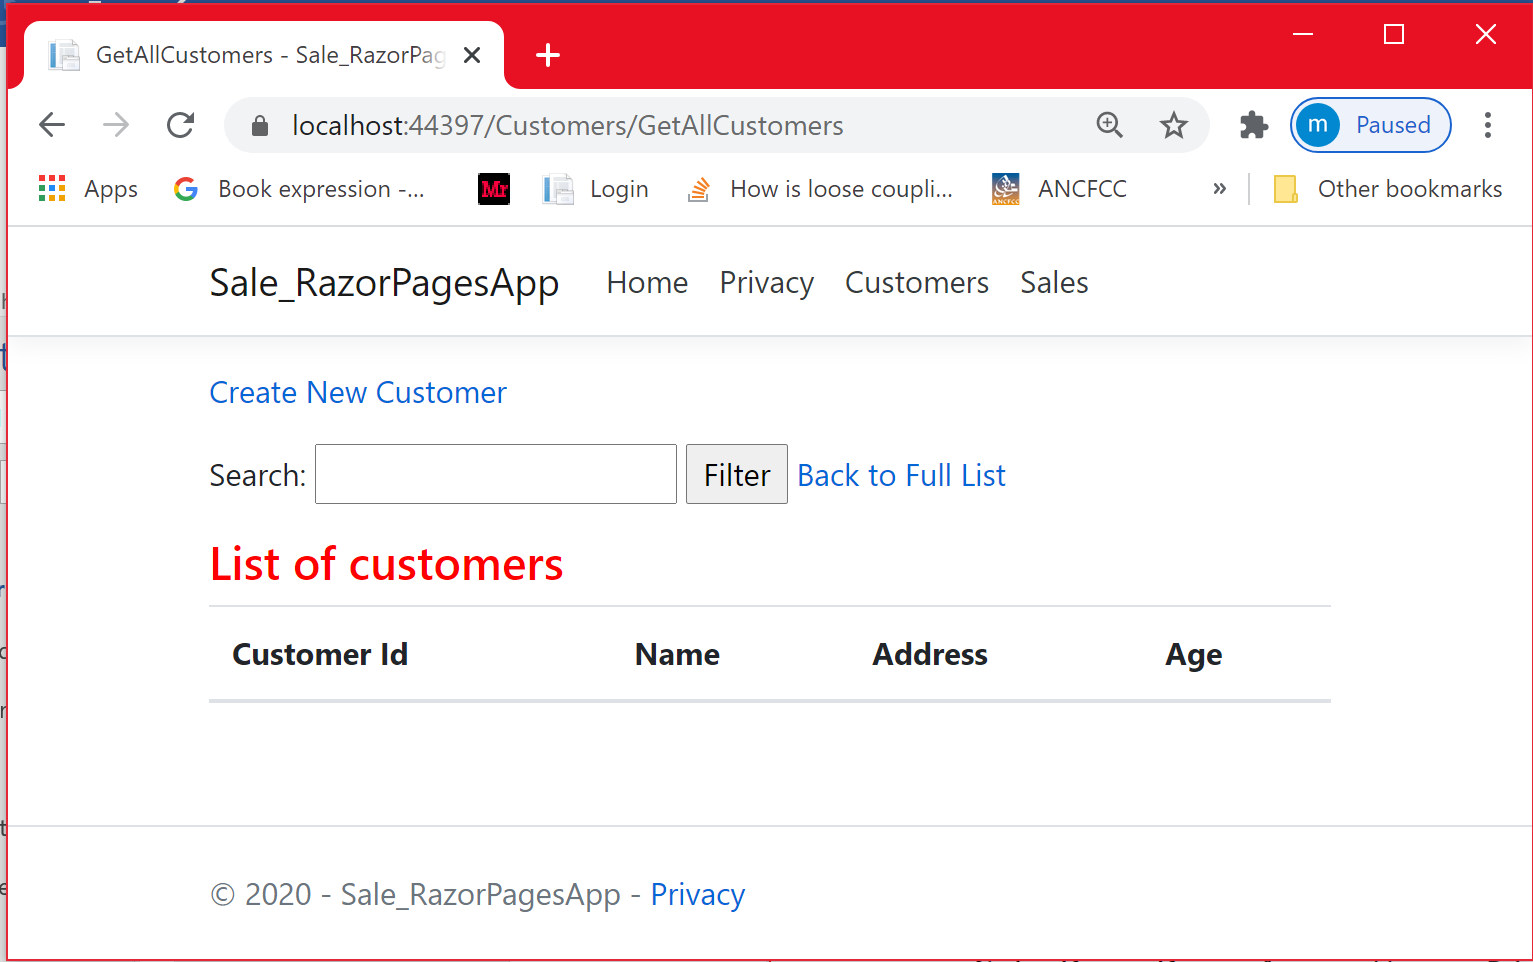 GetAllCustomers - Sale_RazorPag
localhost:44397/Customers/GetAllCustomers
m Paused
Apps Book expression -... Mr Login How is loose coupli... ANCFCC » Other bookmarks
Sale_RazorPagesApp Home Privacy Customers Sales
Create New Customer
Search: Filter Back to Full List
List of customers
Customer Id Name Address Age
© 2020 - Sale_RazorPagesApp - Privacy